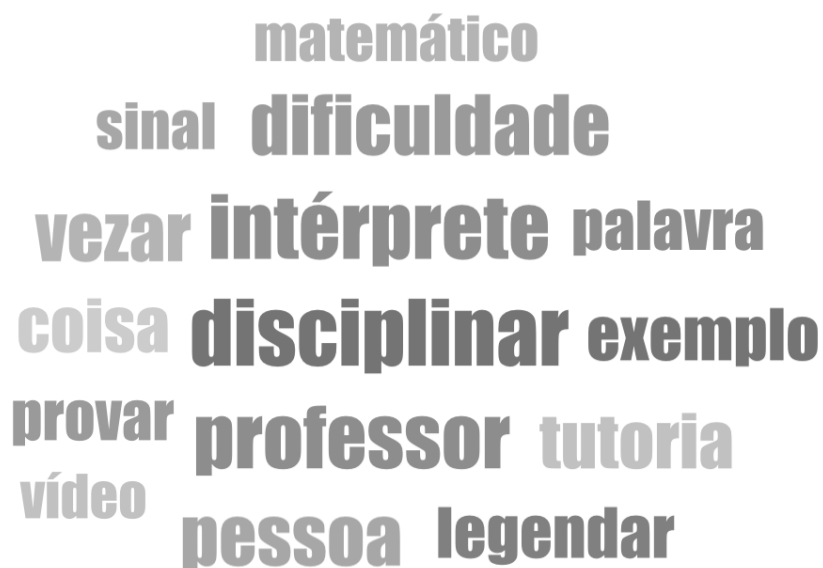 matemático
sinal dificuldade
vezar intérprete palavra
coisa disciplinar exemplo
provar professor tutoria
vídeo
pessoa legendar